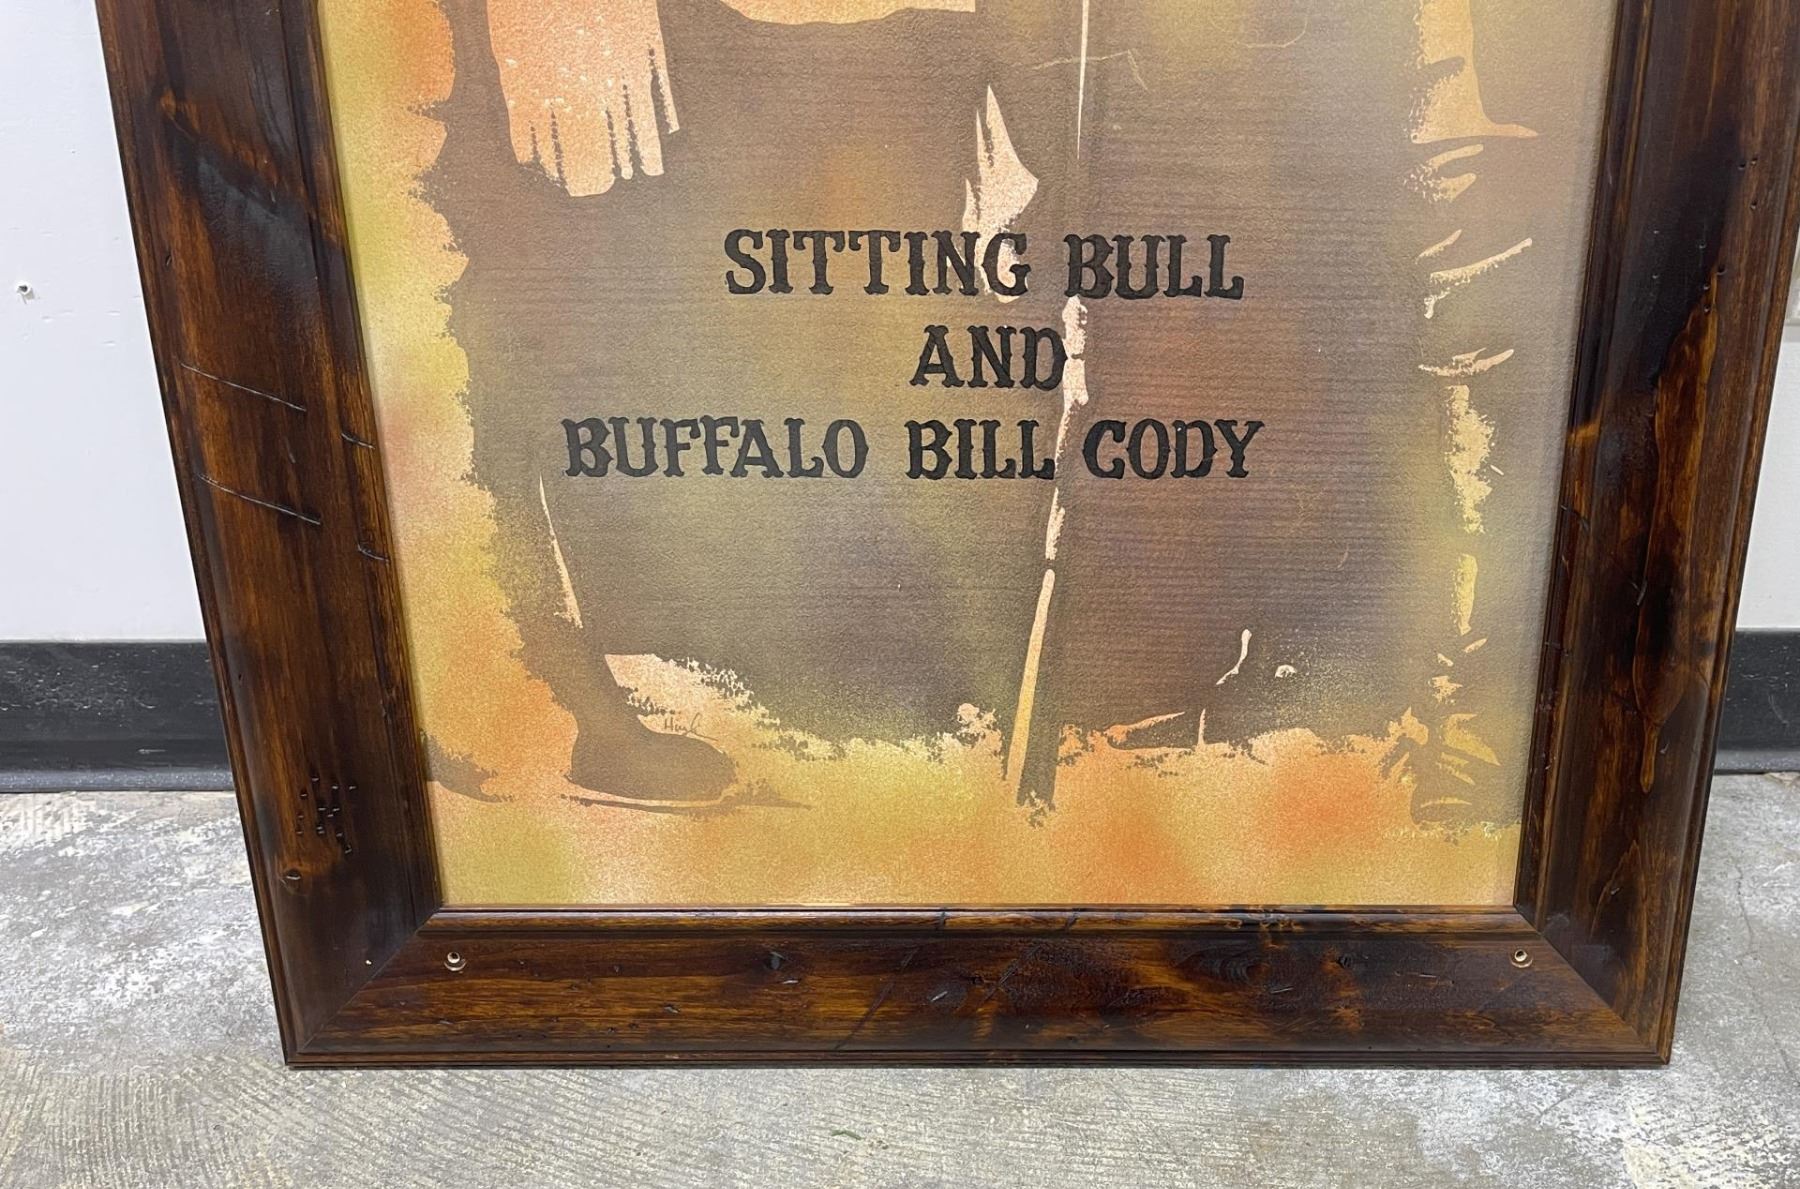 SITTING BULL
AND
BUFFALO BILL CODY